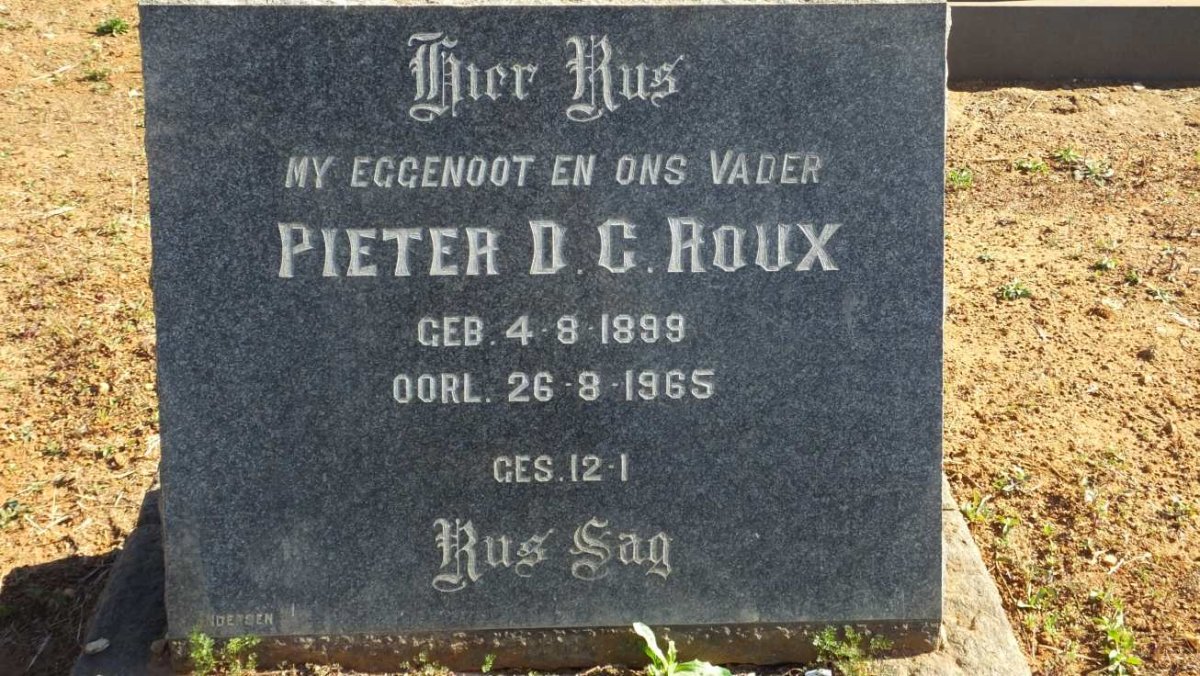 Hier Rus
MY EGGENOOT EN ONS VADER
PIETER D. G. ROUX
GEB. 4-8-1899
OORL. 26-8-1965
GES. 12-1
Rus Sag